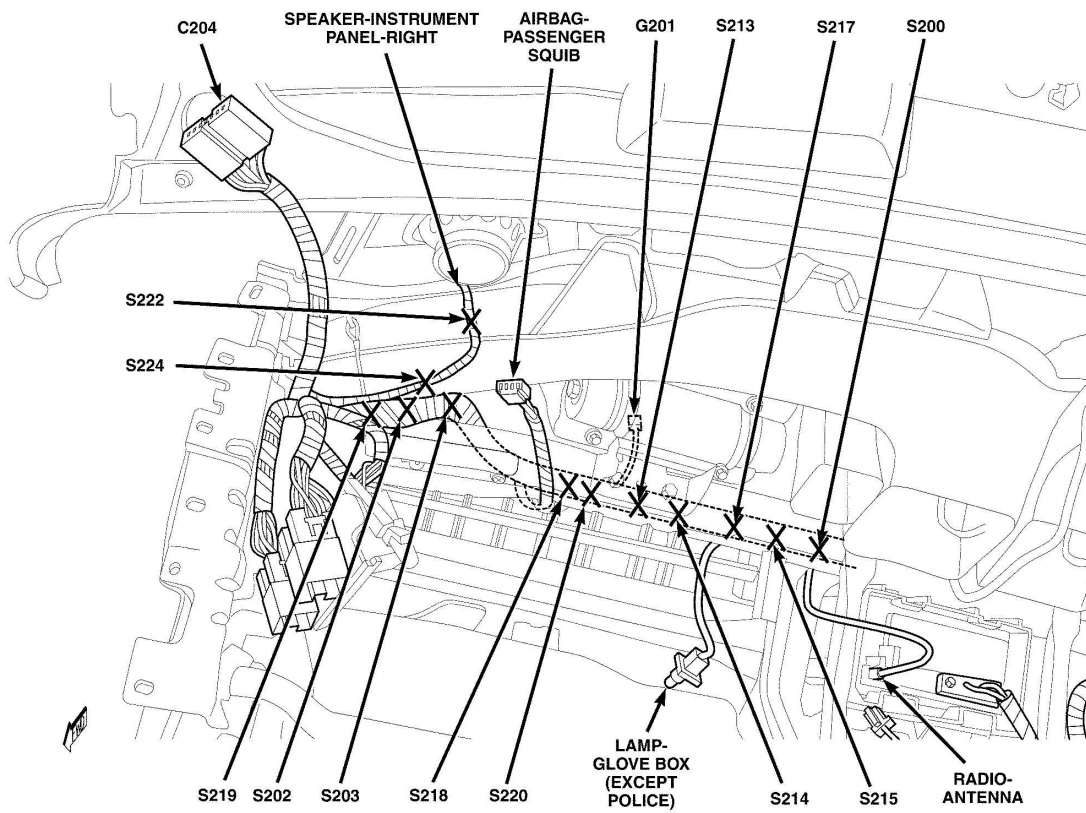 C204
SPEAKER-INSTRUMENT
PANEL-RIGHT
AIRBAG-
PASSENGER
SQUIB
G201
S213
S217
S200
S222
S224
S219
S202
S203
S218
S220
LAMP-
GLOVE BOX
(EXCEPT
POLICE)
S214
S215
RADIO-
ANTENNA